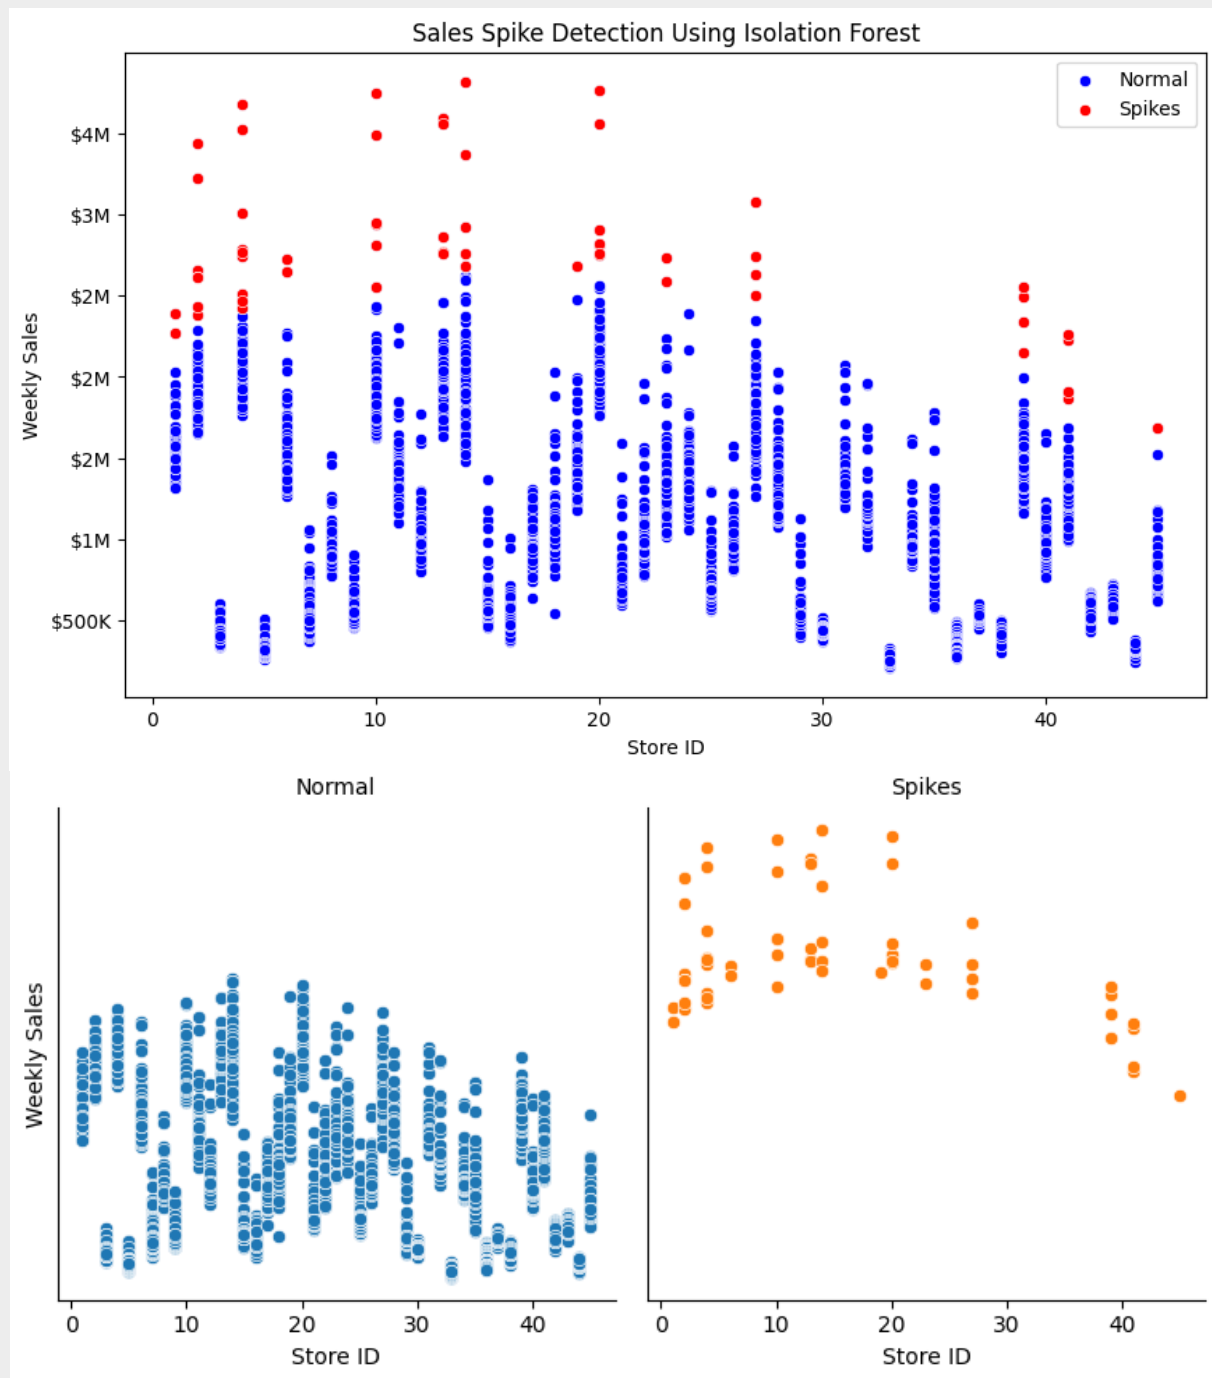 Sales Spike Detection Using Isolation Forest
Normal
Spikes
Weekly Sales
$4M
$3M
$2M
$2M
$2M
$1M
$500K
0 10 20 30 40
Store ID
Normal
Weekly Sales
0 10 20 30 40
Store ID
Spikes
0 10 20 30 40
Store ID